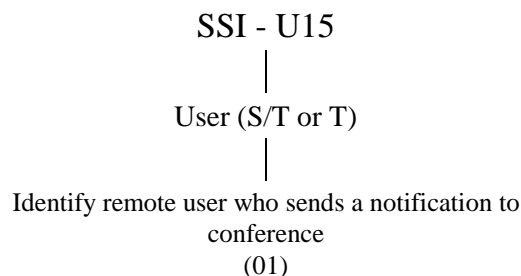 SSI - U15
User (S/T or T)
Identify remote user who sends a notification to
conference
(01)